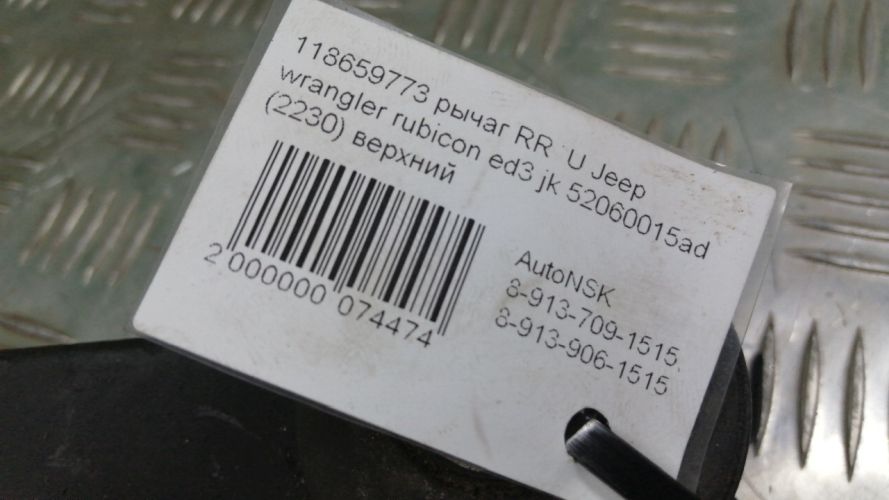 118659773 рычаг RR U Jeep
wrangler rubicon ed3 jk 52060015ad
(2230) верхний
2 000000 074474
AutoNSK
8-913-709-1515,
8-913-906-1515